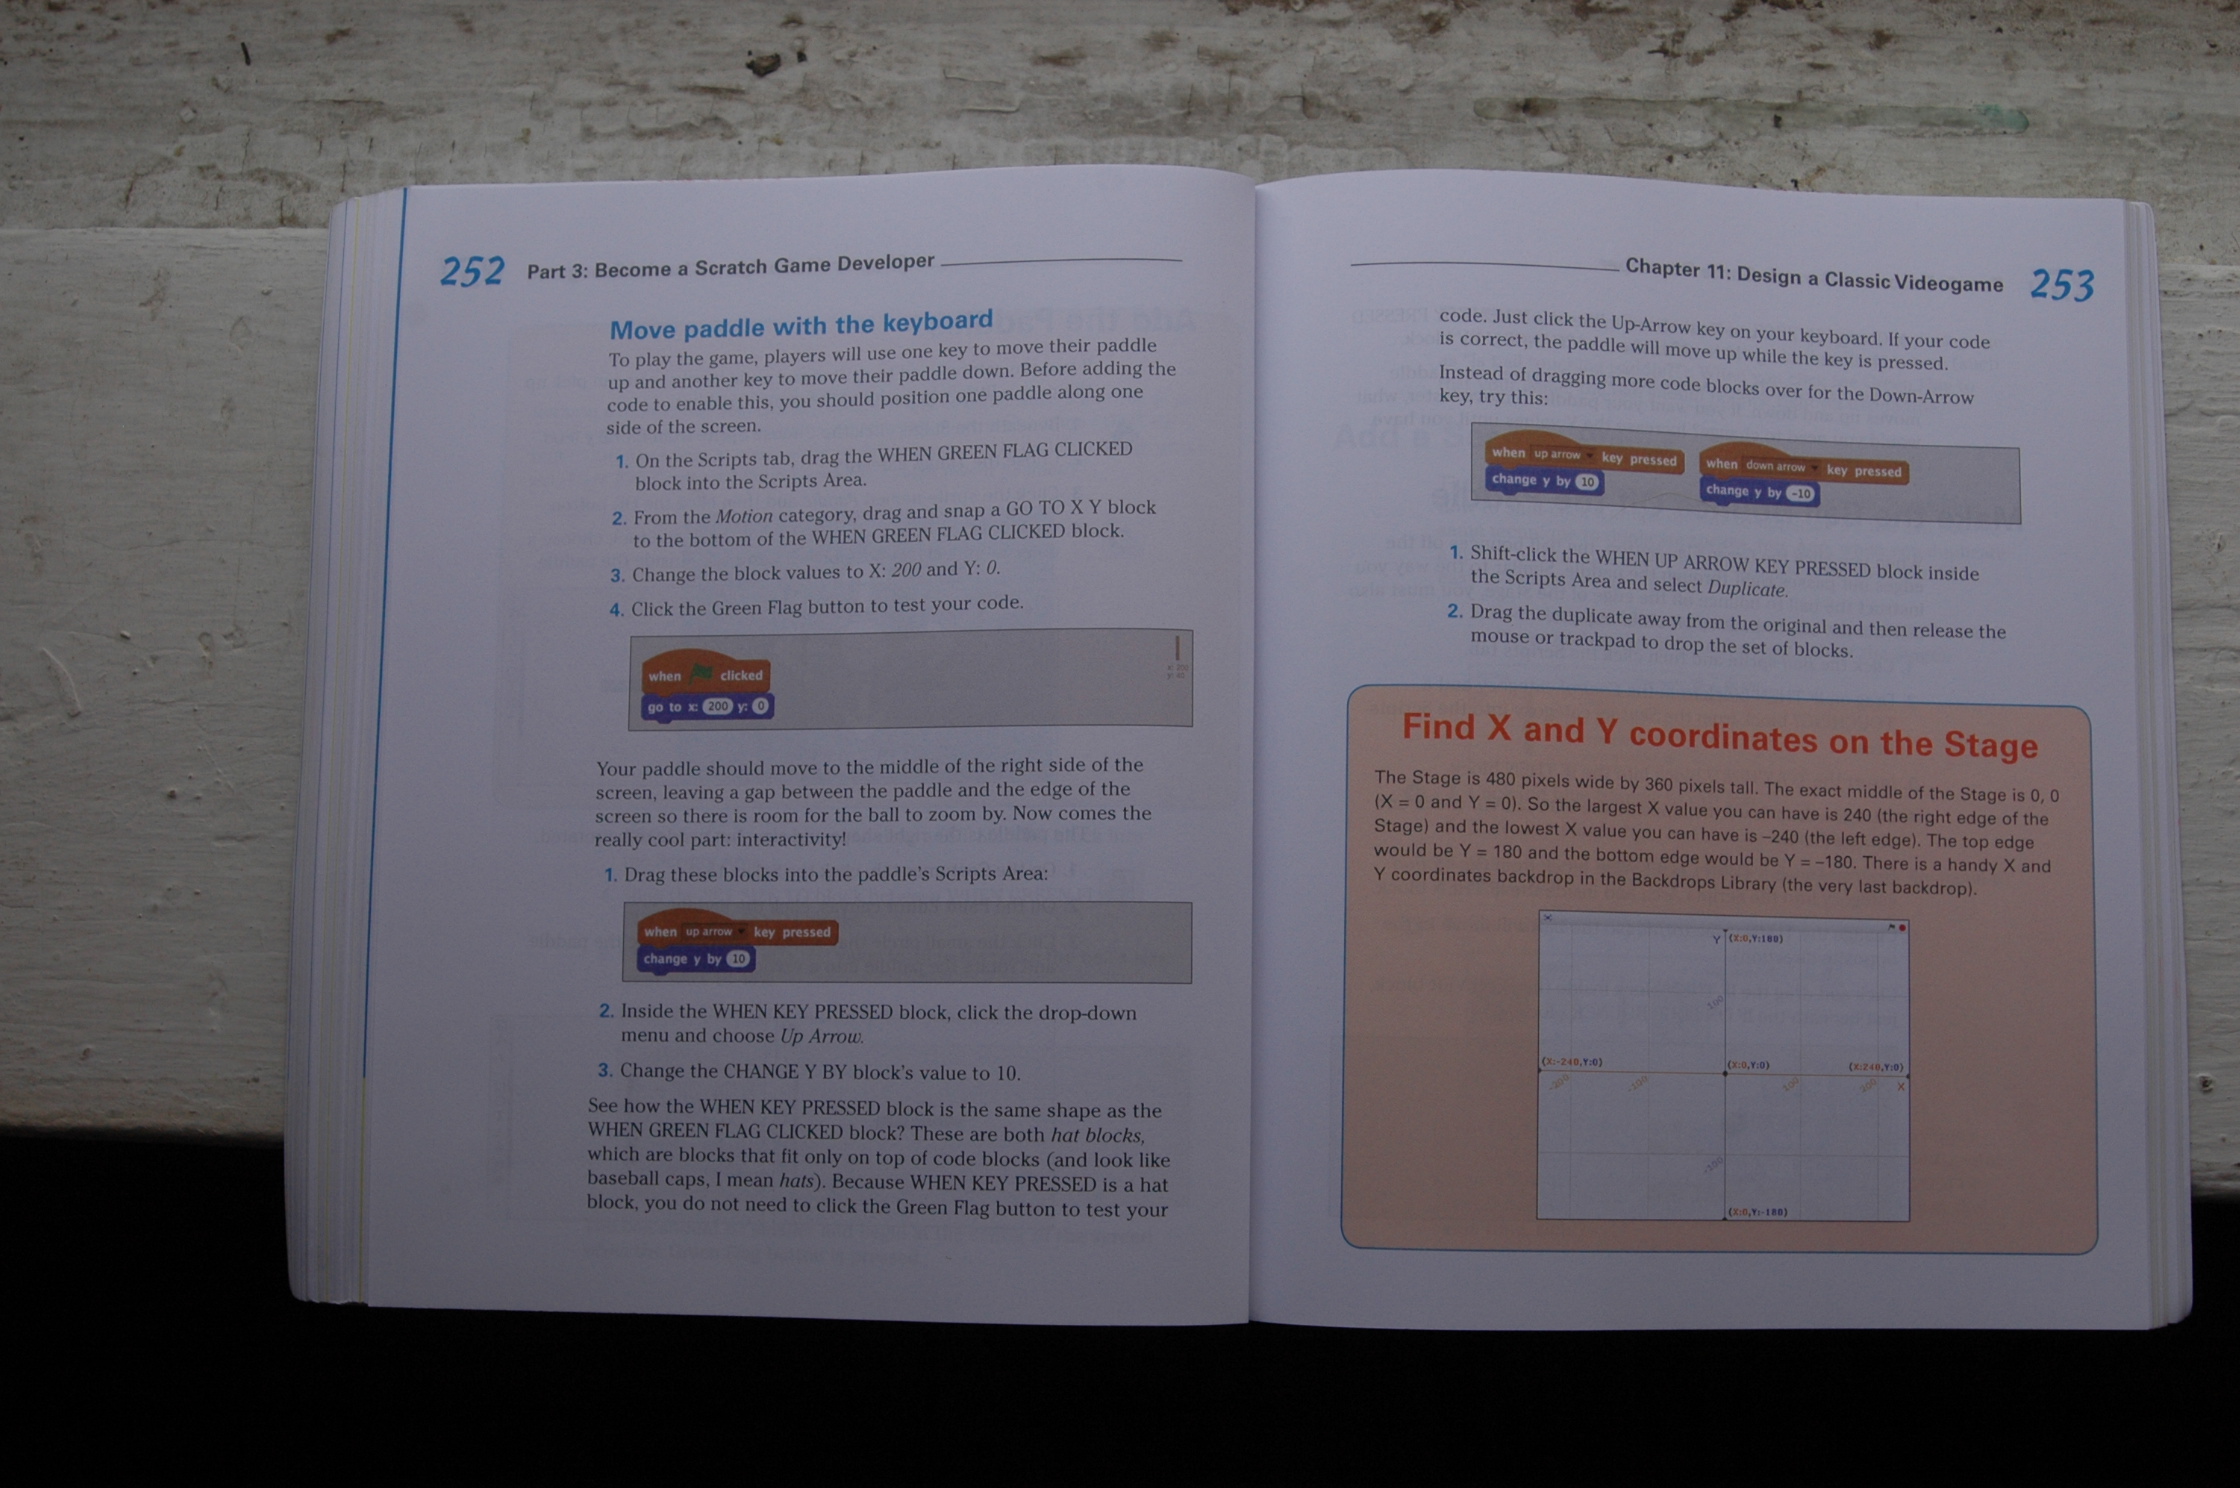 252 Part 3: Become a Scratch Game Developer
Move paddle with the keyboard
To play the game, players will use one key to move their paddle
up and another key to move their paddle down. Before adding the
code to enable this, you should position one paddle along one
side of the screen.
1. On the Scripts tab, drag the WHEN GREEN FLAG CLICKED
block into the Scripts Area.
2. From the Motion category, drag and snap a GO TO X Y block
to the bottom of the WHEN GREEN FLAG CLICKED block.
3. Change the block values to X: 200 and Y: 0.
4. Click the Green Flag button to test your code.
when clicked
go to x: 200 y: 0
Your paddle should move to the middle of the right side of the
screen, leaving a gap between the paddle and the edge of the
screen so there is room for the ball to zoom by. Now comes the
really cool part: interactivity!
1. Drag these blocks into the paddle's Scripts Area:
when up arrow key pressed
change y by 10
2. Inside the WHEN KEY PRESSED block, click the drop-down
menu and choose Up Arrow.
3. Change the CHANGE Y BY block's value to 10.
See how the WHEN KEY PRESSED block is the same shape as the
WHEN GREEN FLAG CLICKED block? These are both hat blocks,
which are blocks that fit only on top of code blocks (and look like
baseball caps, I mean hats). Because WHEN KEY PRESSED is a hat
block, you do not need to click the Green Flag button to test your
Chapter 11: Design a Classic Videogame 253
code. Just click the Up-Arrow key on your keyboard. If your code
is correct, the paddle will move up while the key is pressed.
Instead of dragging more code blocks over for the Down-Arrow
key, try this:
when up arrow key pressed
change y by 10
when down arrow key pressed
change y by -10
1. Shift-click the WHEN UP ARROW KEY PRESSED block inside
the Scripts Area and select Duplicate.
2. Drag the duplicate away from the original and then release the
mouse or trackpad to drop the set of blocks.
Find X and Y coordinates on the Stage
The Stage is 480 pixels wide by 360 pixels tall. The exact middle of the Stage is 0, 0
(X = 0 and Y = 0). So the largest X value you can have is 240 (the right edge of the
Stage) and the lowest X value you can have is –240 (the left edge). The top edge
would be Y = 180 and the bottom edge would be Y = –180. There is a handy X and
Y coordinates backdrop in the Backdrops Library (the very last backdrop).
Y (X:0,Y:180)
100
(X:-240,Y:0) (X:0,Y:0) (X:240,Y:0)
-200 -100 100 200 X
-100
(X:0,Y:-180)